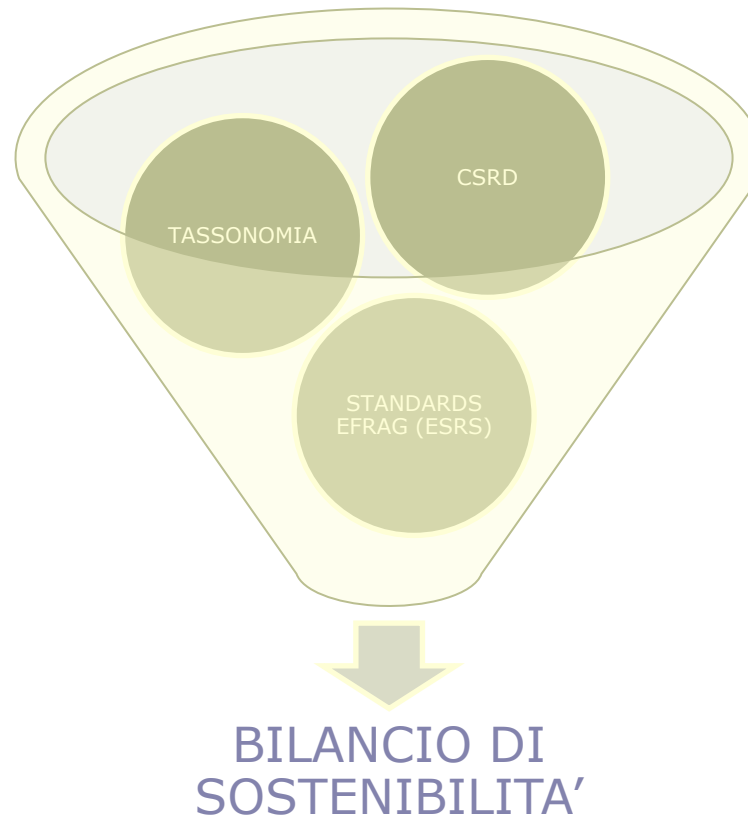 CSRD
TASSONOMIA
STANDARDS
EFRAG (ESRS)
BILANCIO DI
SOSTENIBILITA’